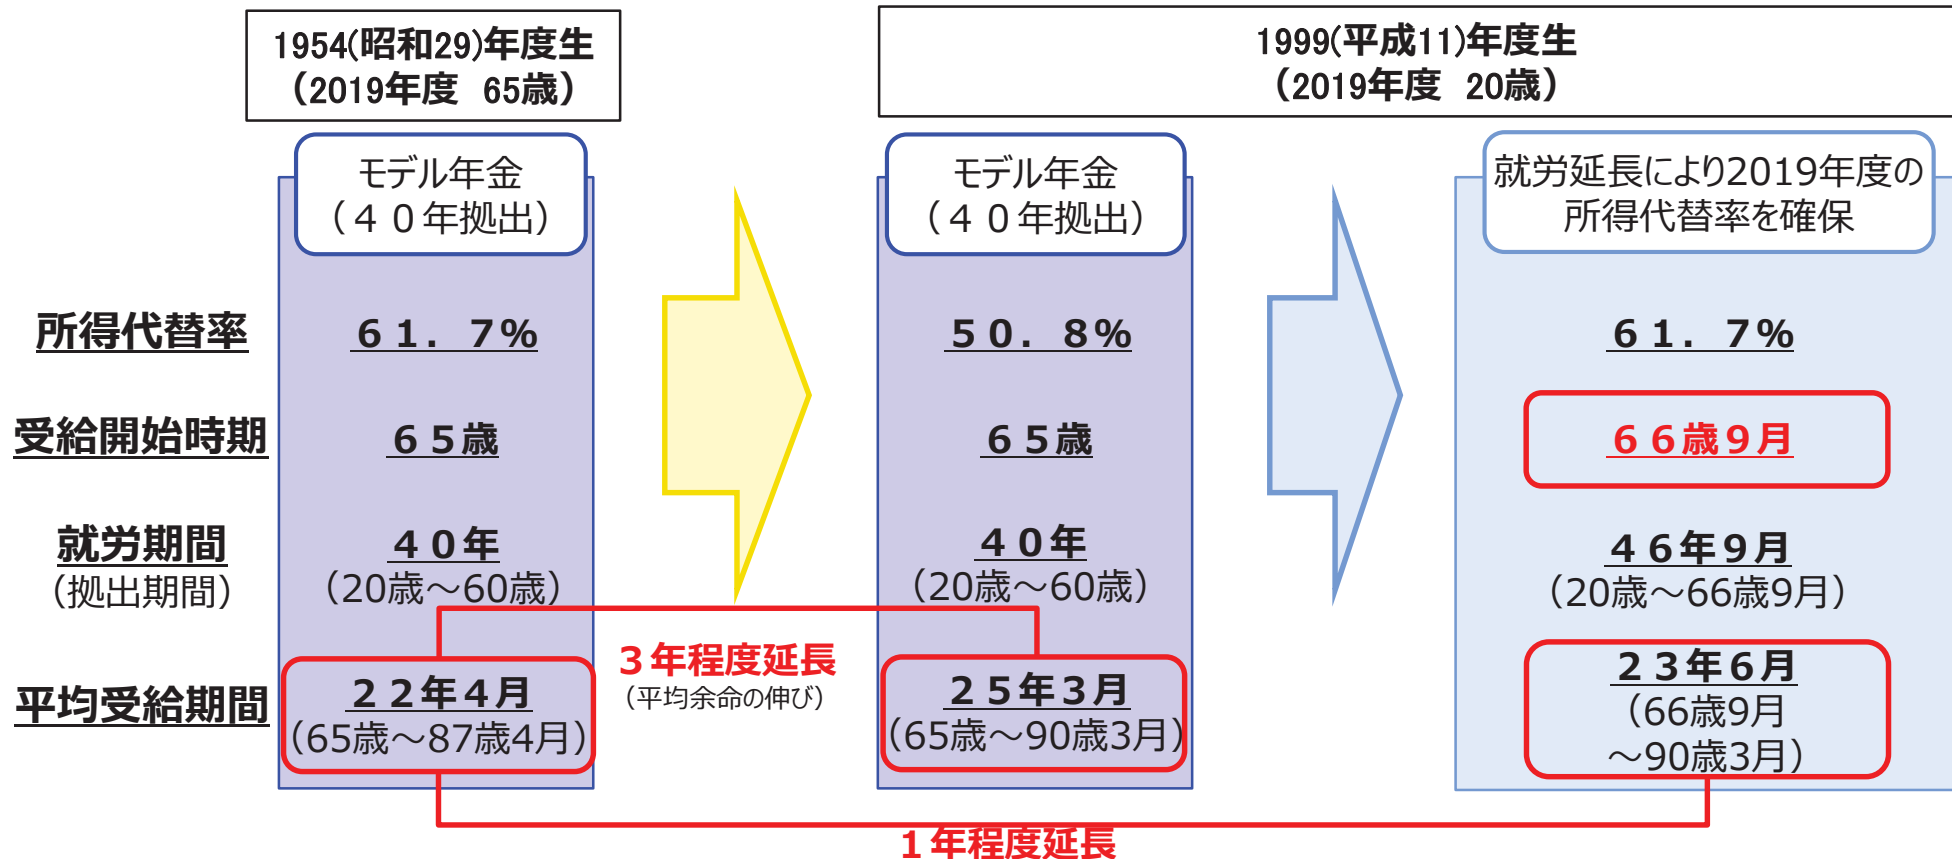 1954(昭和29)年度生
（2019年度　65歳）
1999(平成11)年度生
（2019年度　20歳）
モデル年金
（４０年拠出）
モデル年金
（４０年拠出）
就労延長により2019年度の
所得代替率を確保
所得代替率
６１．７％
５０．８％
６１．７％
受給開始時期
６５歳
６５歳
６６歳９月
就労期間
（拠出期間）
４０年
（20歳～60歳）
４０年
（20歳～60歳）
４６年９月
（20歳～66歳9月）
３年程度延長
（平均余命の伸び）
平均受給期間
２２年４月
（65歳～87歳4月）
２５年３月
（65歳～90歳3月）
２３年６月
（66歳9月
～90歳3月）
１年程度延長